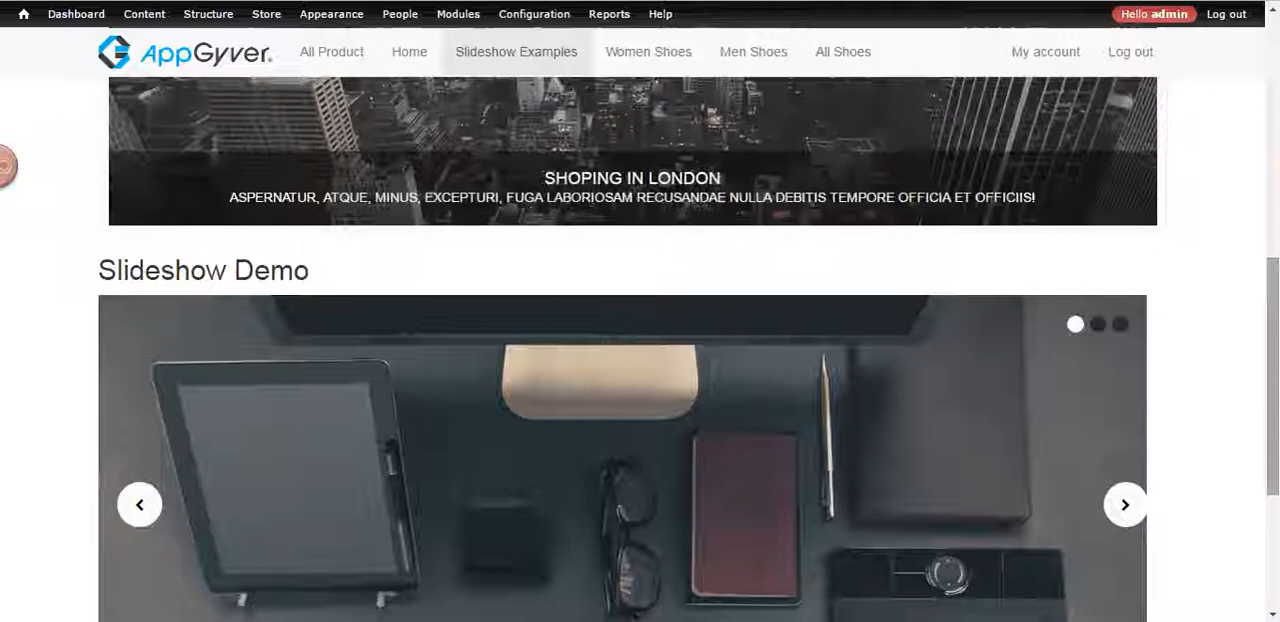 Dashboard Content Structure Store Appearance People Modules Configuration Reports Help Hello admin Log out
AppGyver. All Product Home Slideshow Examples Women Shoes Men Shoes All Shoes My account Log out
SHOPING IN LONDON
ASPERNATUR, ATQUE, MINUS, EXCEPTURI, FUGA LABORIOSAM RECUSANDAE NULLA DEBITIS TEMPORE OFFICIA ET OFFICIIS!
Slideshow Demo